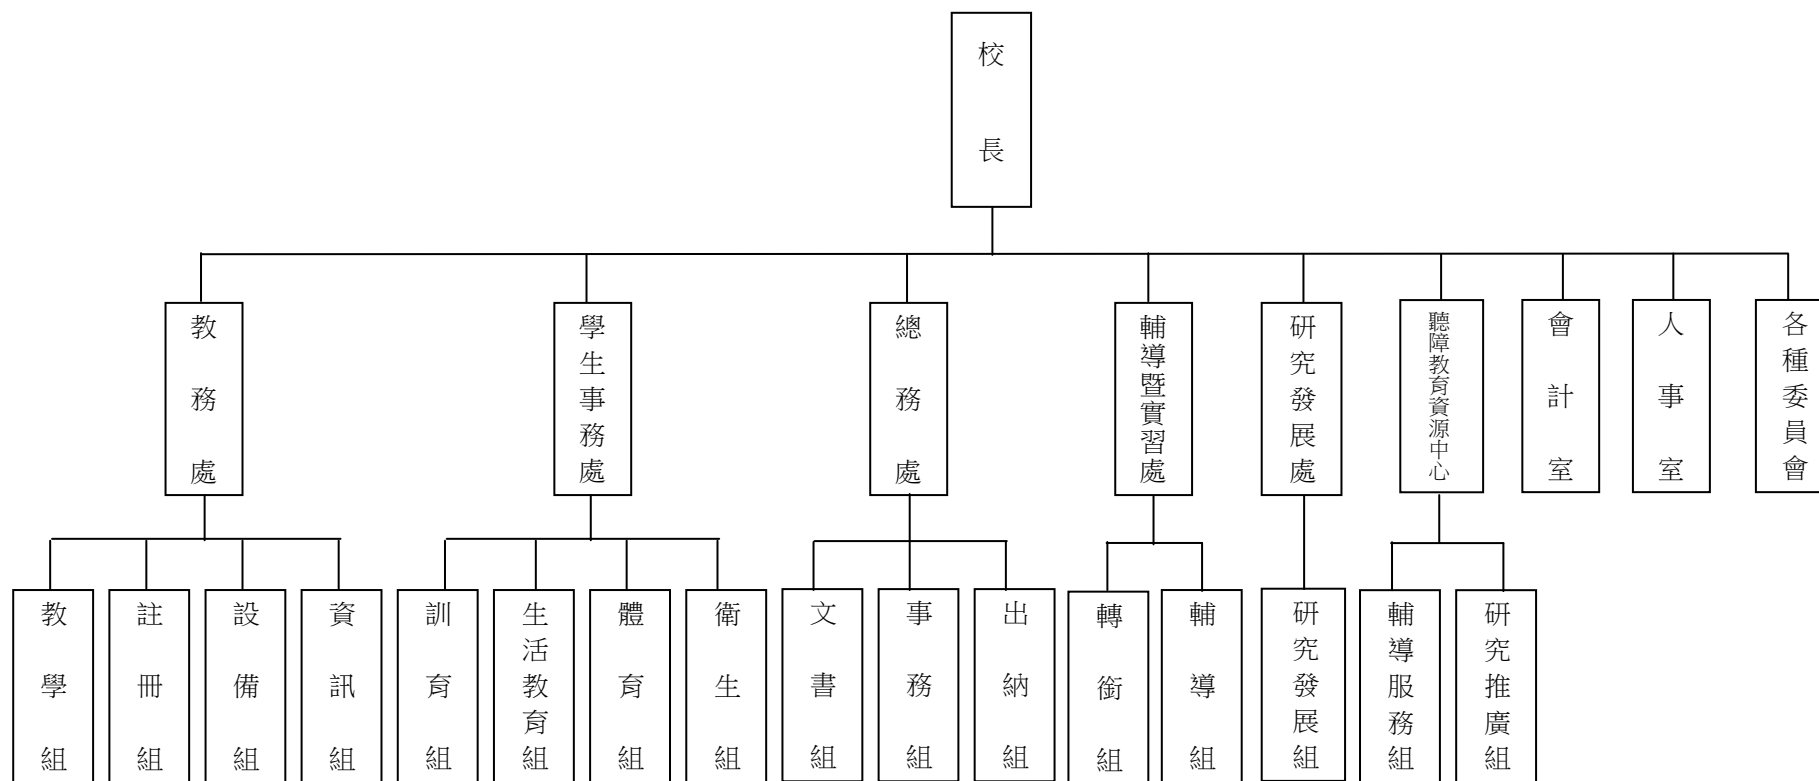 校長
教務處
學生事務處
總務處
輔導暨實習處
研究發展處
聽障教育資源中心
會計室
人事室
各種委員會
教學組
註冊組
設備組
資訊組
訓育組
生活教育組
體育組
衛生組
文書組
事務組
出納組
轉銜組
輔導組
研究發展組
輔導服務組
研究推廣組